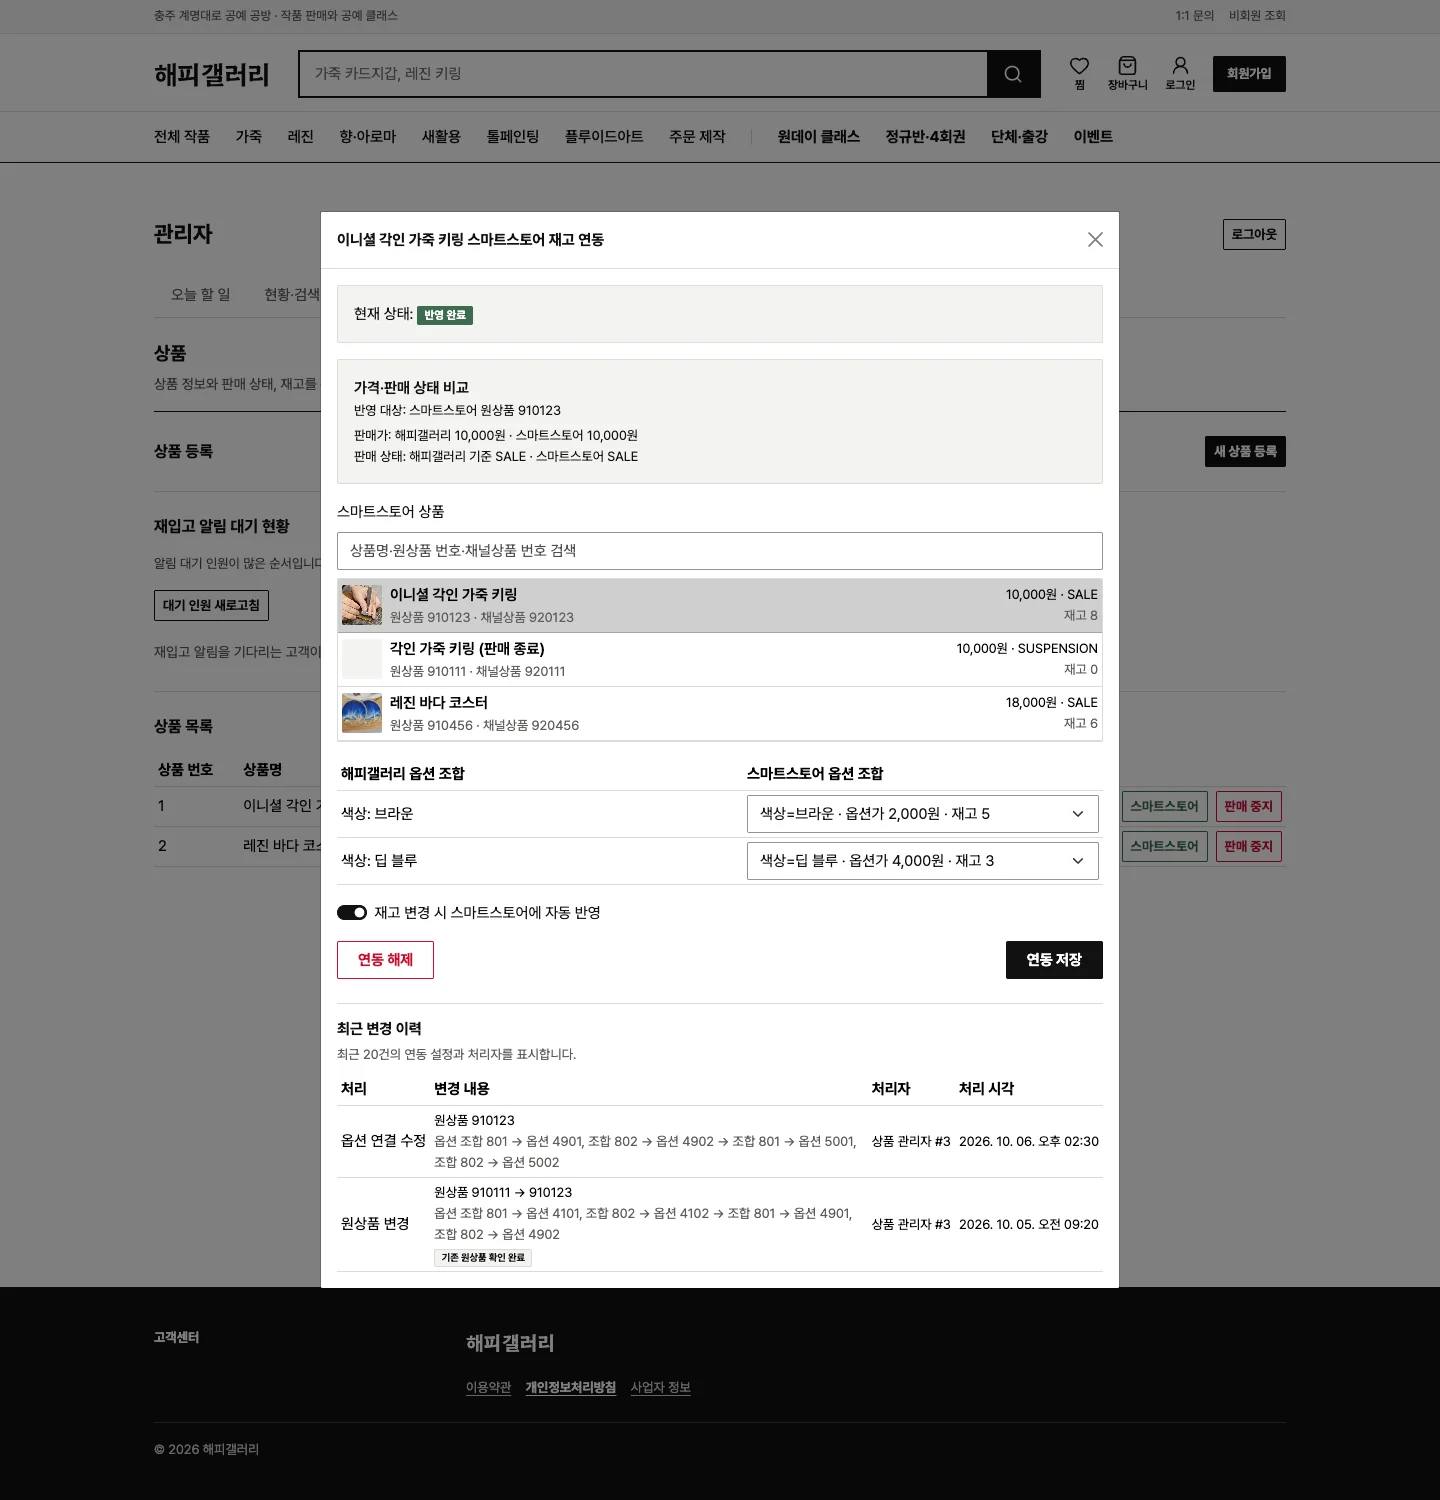 충주 계명대로 공예 공방 · 작품 판매와 공예 클래스
1:1 문의 비회원 조회
해피갤러리
가죽 카드지갑, 레진 키링
찜 장바구니 로그인 회원가입
전체 작품 가죽 레진 향·아로마 새활용 톨페인팅 플루이드아트 주문 제작 원데이 클래스 정규반·4회권 단체·출강 이벤트
관리자
로그아웃
오늘 할 일 현황·검색
상품
상품 정보와 판매 상태, 재고를
상품 등록
새 상품 등록
재입고 알림 대기 현황
알림 대기 인원이 많은 순서입니다
대기 인원 새로고침
재입고 알림을 기다리는 고객이
상품 목록
상품 번호 상품명
1 이니셜 각인 스마트스토어 판매 중지
2 레진 바다 스마트스토어 판매 중지
이니셜 각인 가죽 키링 스마트스토어 재고 연동
현재 상태: 반영 완료
가격·판매 상태 비교
반영 대상: 스마트스토어 원상품 910123
판매가: 해피갤러리 10,000원 · 스마트스토어 10,000원
판매 상태: 해피갤러리 기준 SALE · 스마트스토어 SALE
스마트스토어 상품
상품명·원상품 번호·채널상품 번호 검색
이니셜 각인 가죽 키링 10,000원 · SALE
원상품 910123 · 채널상품 920123 재고 8
각인 가죽 키링 (판매 종료) 10,000원 · SUSPENSION
원상품 910111 · 채널상품 920111 재고 0
레진 바다 코스터 18,000원 · SALE
원상품 910456 · 채널상품 920456 재고 6
해피갤러리 옵션 조합 스마트스토어 옵션 조합
색상: 브라운 색상=브라운 · 옵션가 2,000원 · 재고 5
색상: 딥 블루 색상=딥 블루 · 옵션가 4,000원 · 재고 3
재고 변경 시 스마트스토어에 자동 반영
연동 해제 연동 저장
최근 변경 이력
최근 20건의 연동 설정과 처리자를 표시합니다.
처리 변경 내용 처리자 처리 시각
원상품 910123
옵션 연결 수정 옵션 조합 801 → 옵션 4901, 조합 802 → 옵션 4902 → 조합 801 → 옵션 5001, 상품 관리자 #3 2026. 10. 06. 오후 02:30
조합 802 → 옵션 5002
원상품 910111 → 910123
옵션 조합 801 → 옵션 4101, 조합 802 → 옵션 4102 → 조합 801 → 옵션 4901,
원상품 변경 상품 관리자 #3 2026. 10. 05. 오전 09:20
조합 802 → 옵션 4902
기존 원상품 확인 완료
고객센터
해피갤러리
이용약관 개인정보처리방침 사업자 정보
© 2026 해피갤러리